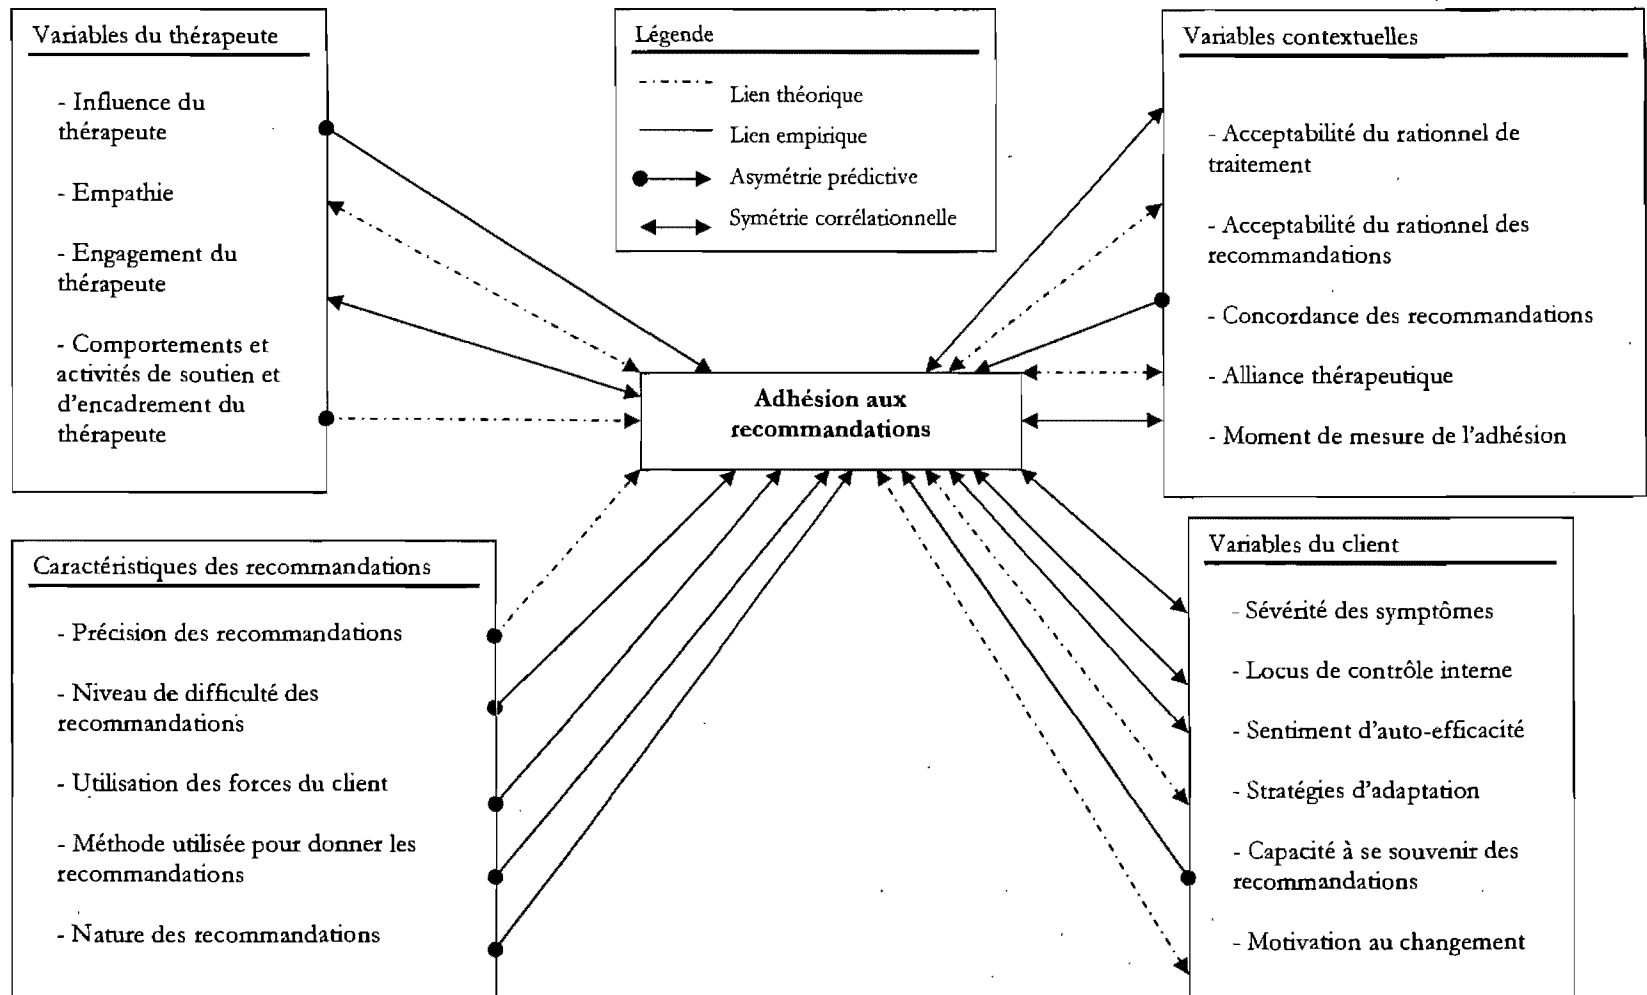 Variables du thérapeute
- Influence du
thérapeute
- Empathie
- Engagement du
thérapeute
- Comportements et
activités de soutien et
d'encadrement du
thérapeute
Légende
Lien théorique
Lien empirique
Asymétrie prédictive
Symétrie corrélationnelle
Variables contextuelles
- Acceptabilité du rationnel de
traitement
- Acceptabilité du rationnel des
recommandations
- Concordance des recommandations
- Alliance thérapeutique
- Moment de mesure de l'adhésion
Adhésion aux
recommandations
Caractéristiques des recommandations
- Précision des recommandations
- Niveau de difficulté des
recommandations
- Utilisation des forces du client
- Méthode utilisée pour donner les
recommandations
- Nature des recommandations
Variables du client
- Sévérité des symptômes
- Locus de contrôle interne
- Sentiment d'auto-efficacité
- Stratégies d'adaptation
- Capacité à se souvenir des
recommandations
- Motivation au changement